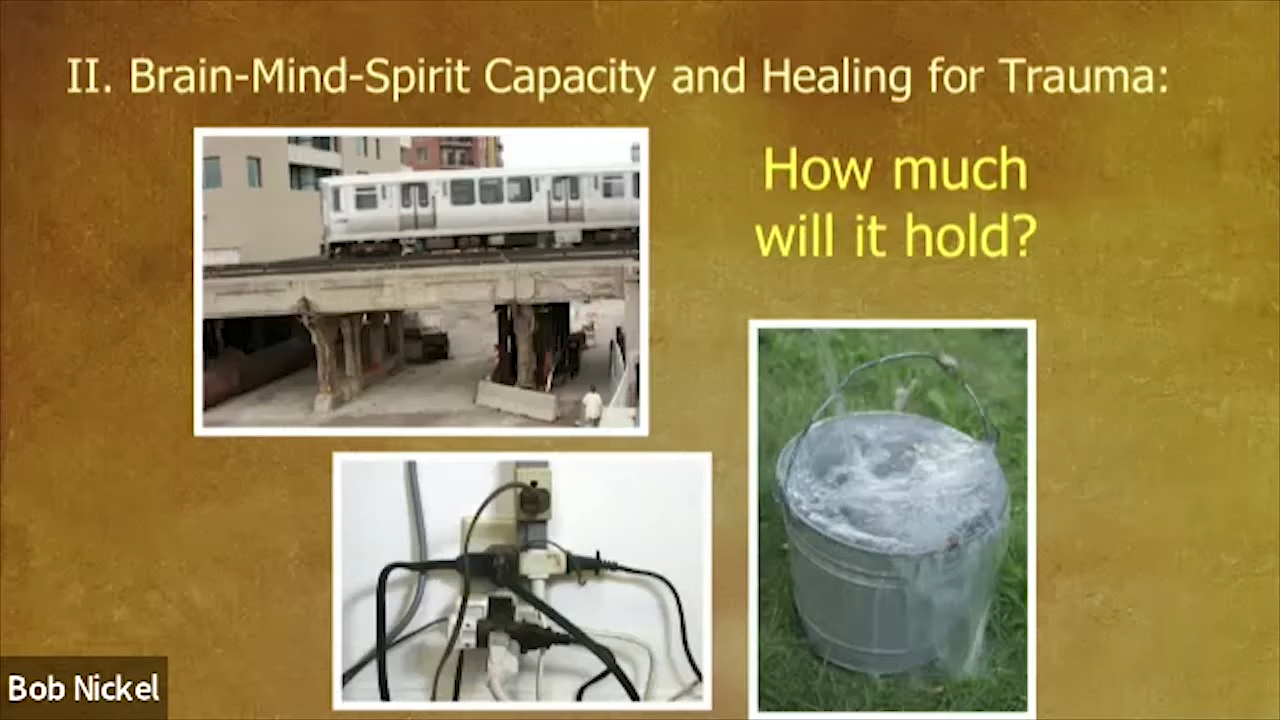 II. Brain-Mind-Spirit Capacity and Healing for Trauma:
How much
will it hold?
Bob Nickel